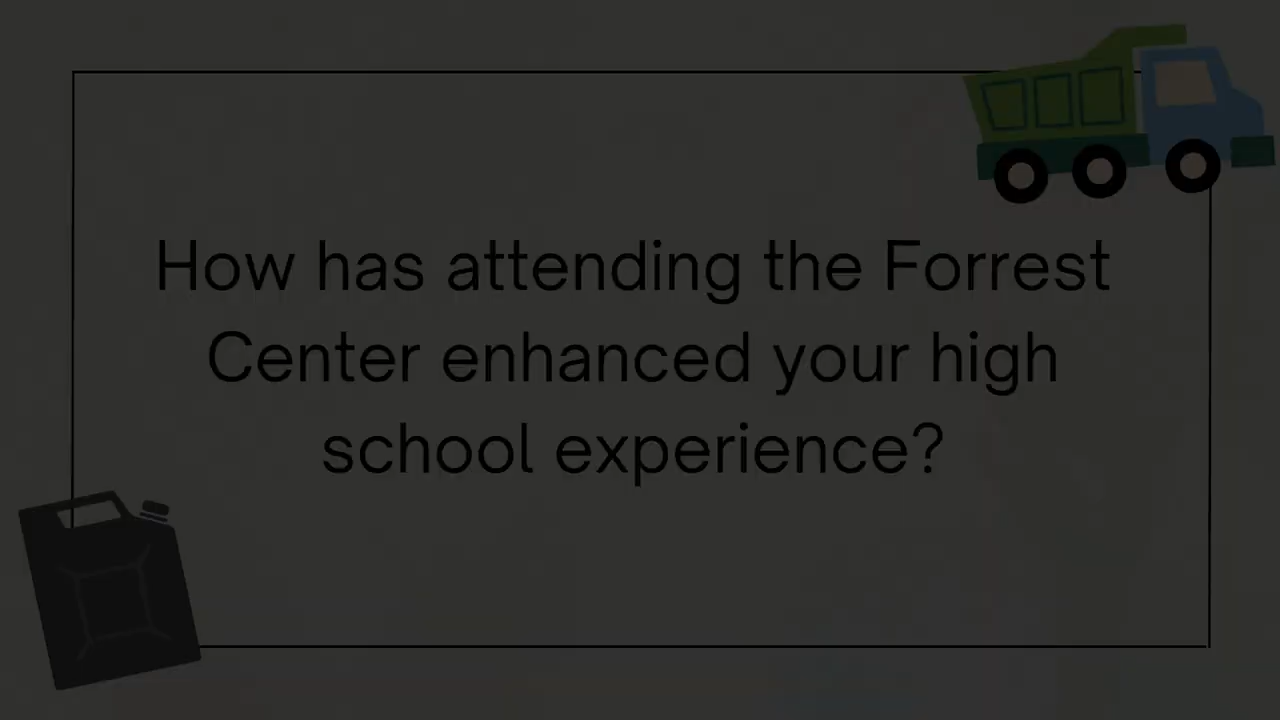 How has attending the Forrest
Center enhanced your high
school experience?